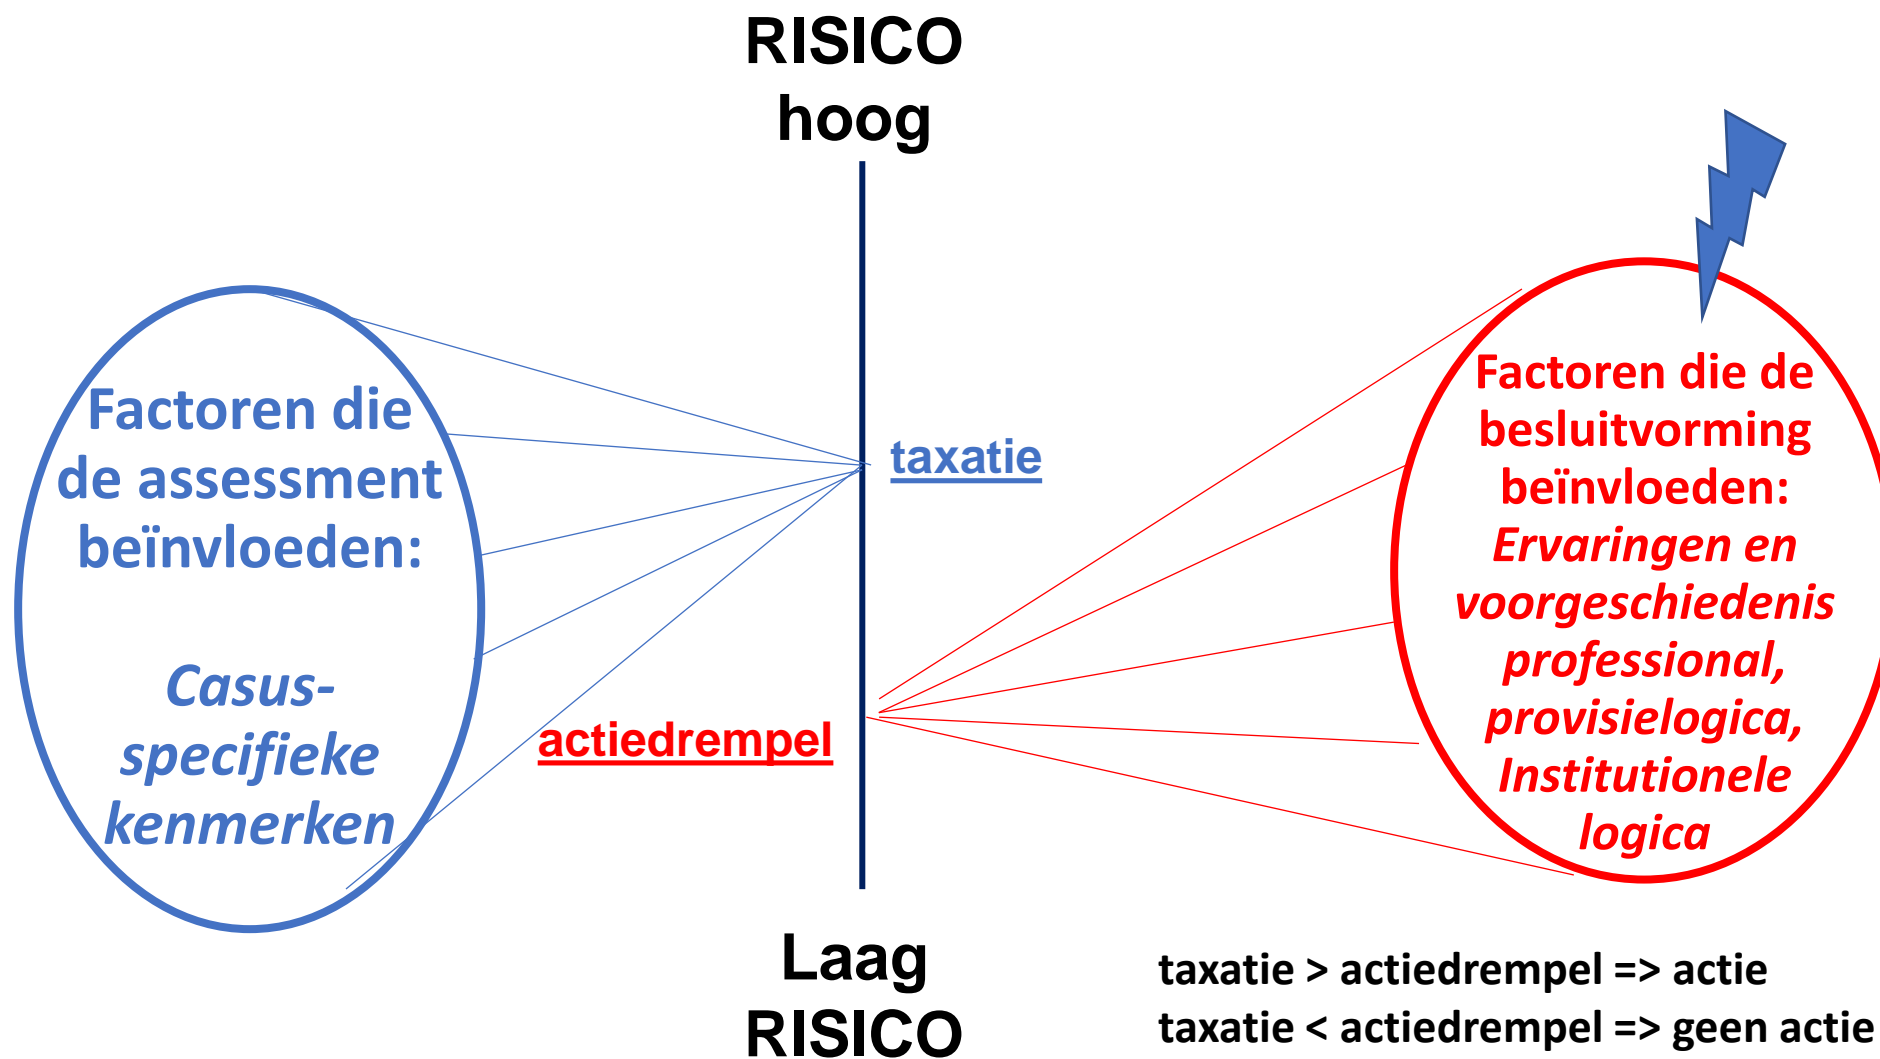 RISICO
hoog
Factoren die
de assessment
beïnvloeden:
Casus-
specifieke
kenmerken
taxatie
actiedrempel
Factoren die de
besluitvorming
beïnvloeden:
Ervaringen en
voorgeschiedenis
professional,
provisielogica,
Institutionele
logica
Laag
RISICO
taxatie > actiedrempel => actie
taxatie < actiedrempel => geen actie